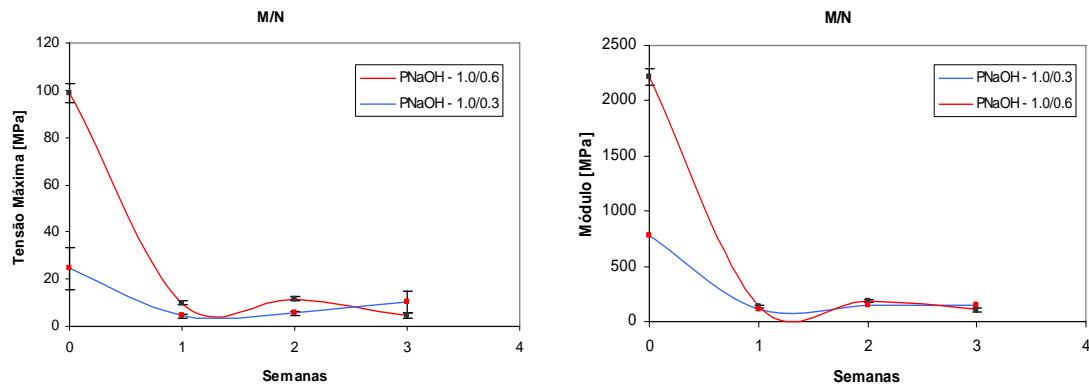 M/N
Tensão Máxima [MPa]
120
100
80
60
40
20
0
0 1 2 3 4
Semanas
PNaOH - 1.0/0.6
PNaOH - 1.0/0.3
M/N
Módulo [MPa]
2500
2000
1500
1000
500
0
0 1 2 3 4
Semanas
PNaOH - 1.0/0.3
PNaOH - 1.0/0.6